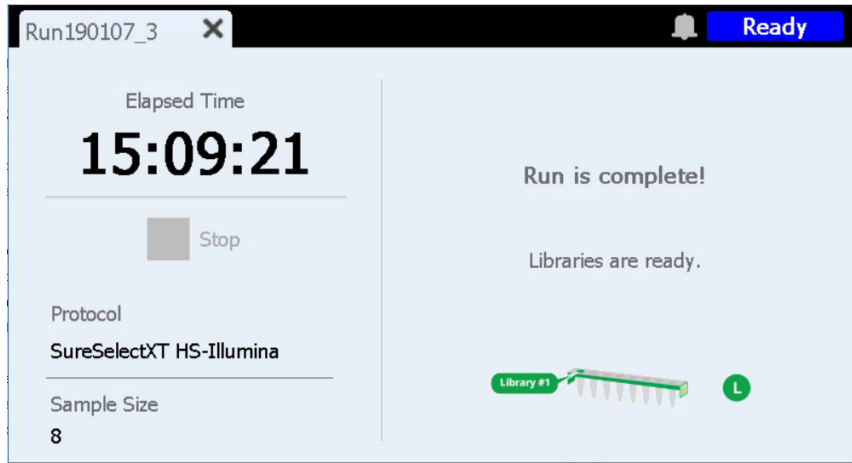 Run190107_3
Ready
Elapsed Time
15:09:21
Stop
Protocol
SureSelectXT HS-Illumina
Sample Size
8
Run is complete!
Libraries are ready.
Library #1
L